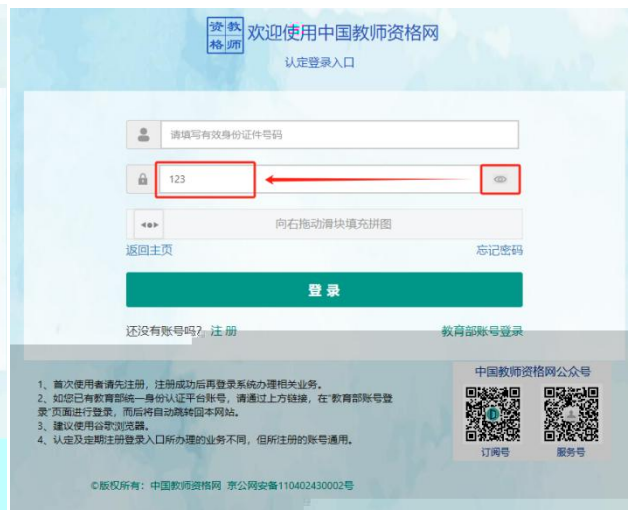 资教
格师
欢迎使用中国教师资格网
认定登录入口
请填写有效身份证件号码
123
向右拖动滑块填充拼图
返回主页 忘记密码
登 录
还没有账号吗? 注 册 教育部账号登录
中国教师资格网公众号
1、首次使用者请先注册，注册成功后再登录系统办理相关业务。
2、如您已有教育部统一身份认证平台账号，请通过上方链接，在“教育部账号登
录”页面进行登录，而后将自动跳转回本网站。
3、建议使用谷歌浏览器。
4、认定及定期注册登录入口所办理的业务不同，但所注册的账号通用。
订阅号 服务号
©版权所有：中国教师资格网 京公网安备110402430002号